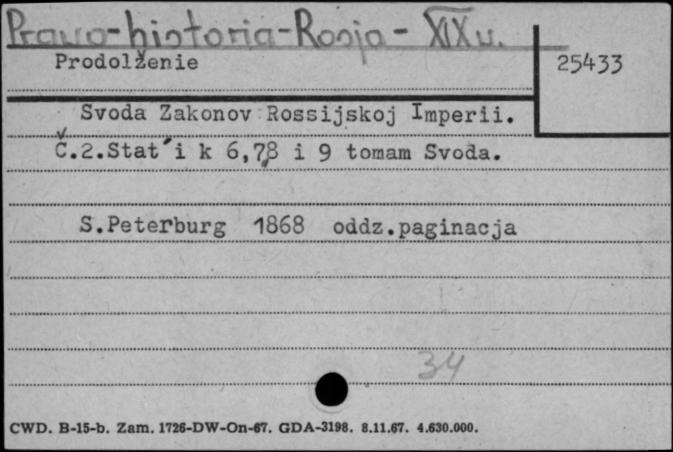 Prawo-historia-Rosja - XIX w.
Prodolženie
25433
Svoda Zakonov Rossijskoj Imperii.
Č.2.Stat´i k 6,7,8 i 9 tomam Svoda.
S.Peterburg 1868 oddz.paginacja
34
CWD. B-15-b. Zam. 1726-DW-On-67. GDA-3198. 8.11.67. 4.630.000.